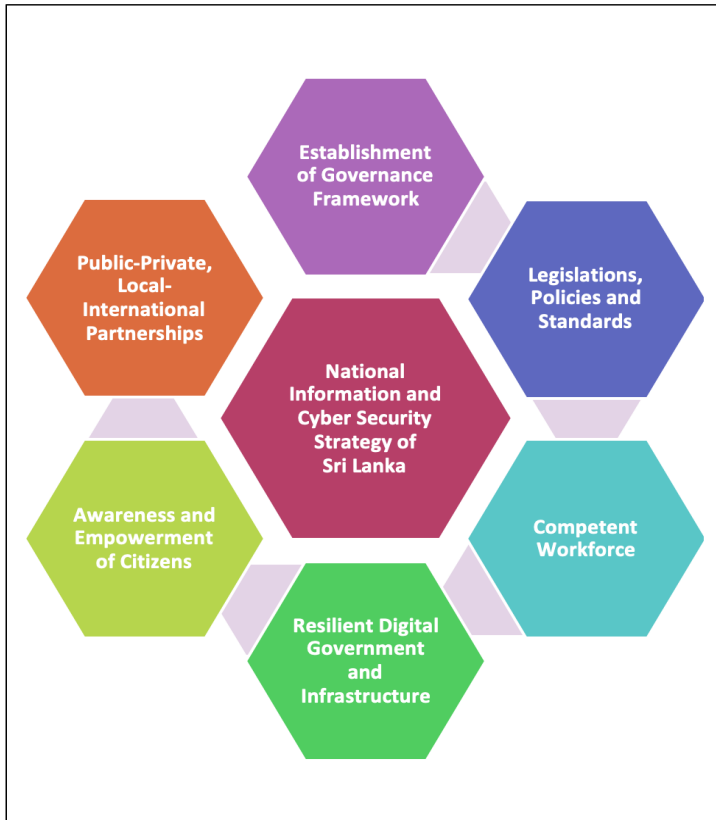 Establishment
of Governance
Framework
Public-Private,
Local-
International
Partnerships
Legislations,
Policies and
Standards
National
Information and
Cyber Security
Strategy of
Sri Lanka
Awareness and
Empowerment
of Citizens
Competent
Workforce
Resilient Digital
Government
and
Infrastructure